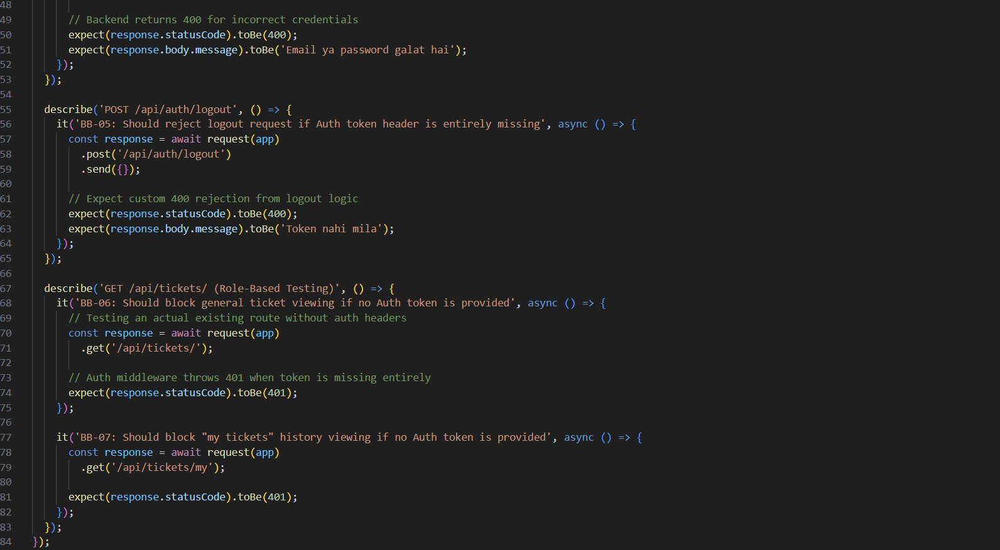 48
49 // Backend returns 400 for incorrect credentials
50 expect(response.statusCode).toBe(400);
51 expect(response.body.message).toBe('Email ya password galat hai');
52 });
53 });
54
55 describe('POST /api/auth/logout', () => {
56 it('BB-05: Should reject logout request if Auth token header is entirely missing', async () => {
57 const response = await request(app)
58 .post('/api/auth/logout')
59 .send({});
60
61 // Expect custom 400 rejection from logout logic
62 expect(response.statusCode).toBe(400);
63 expect(response.body.message).toBe('Token nahi mila');
64 });
65 });
66
67 describe('GET /api/tickets/ (Role-Based Testing)', () => {
68 it('BB-06: Should block general ticket viewing if no Auth token is provided', async () => {
69 // Testing an actual existing route without auth headers
70 const response = await request(app)
71 .get('/api/tickets/');
72
73 // Auth middleware throws 401 when token is missing entirely
74 expect(response.statusCode).toBe(401);
75 });
76
77 it('BB-07: Should block "my tickets" history viewing if no Auth token is provided', async () => {
78 const response = await request(app)
79 .get('/api/tickets/my');
80
81 expect(response.statusCode).toBe(401);
82 });
83 });
84 });